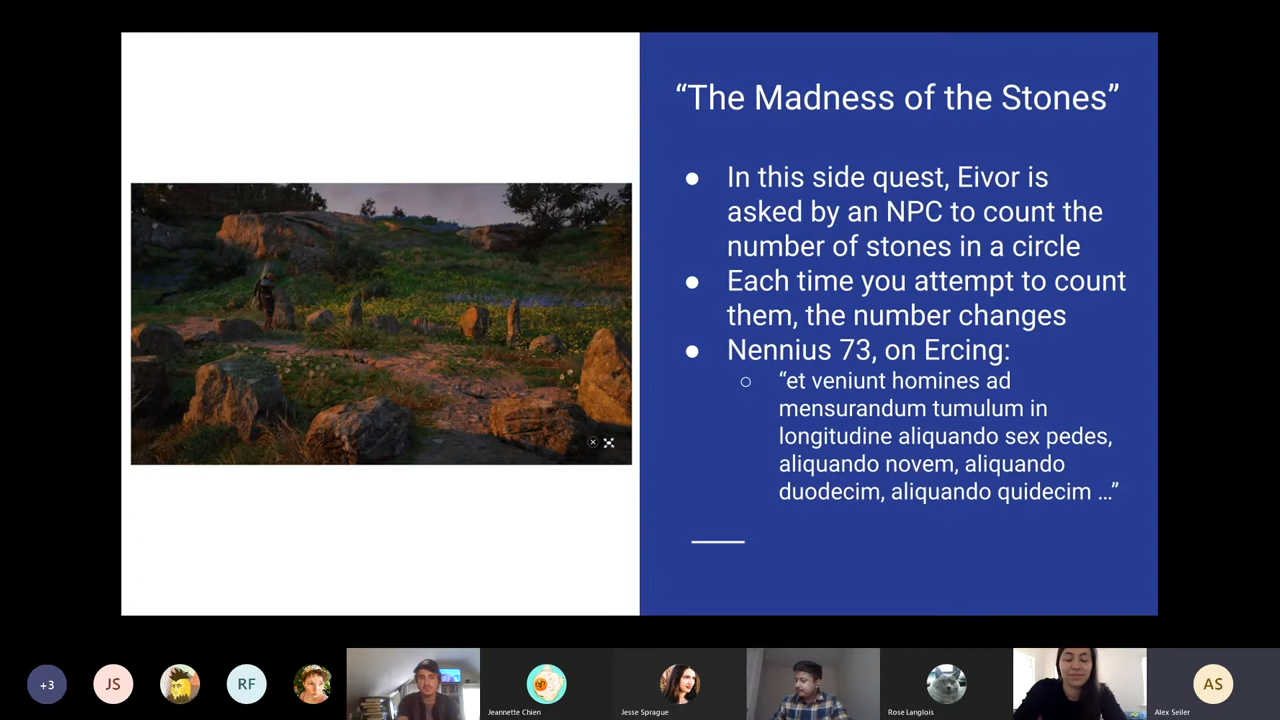 “The Madness of the Stones”
● In this side quest, Eivor is
asked by an NPC to count the
number of stones in a circle
● Each time you attempt to count
them, the number changes
● Nennius 73, on Ercing:
○ “et veniunt homines ad
mensurandum tumulum in
longitudine aliquando sex pedes,
aliquando novem, aliquando
duodecim, aliquando quidecim ...”
+3
JS
RF
Jeannette Chien
Jesse Sprague
Rose Langlois
AS
Alex Seiler